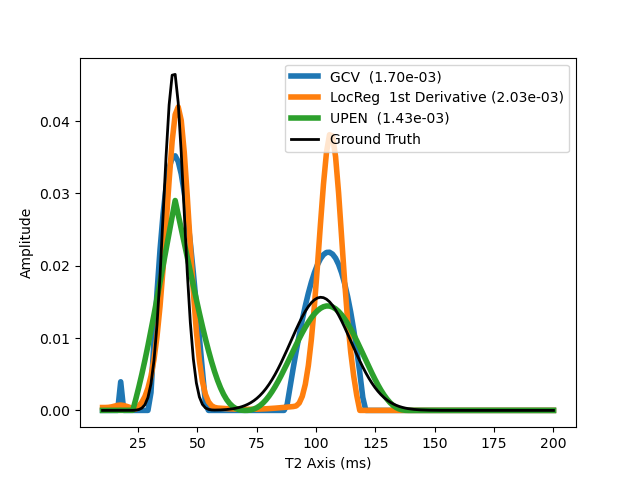 GCV (1.70e-03)
LocReg 1st Derivative (2.03e-03)
UPEN (1.43e-03)
Ground Truth
Amplitude
0.04
0.03
0.02
0.01
0.00
25 50 75 100 125 150 175 200
T2 Axis (ms)